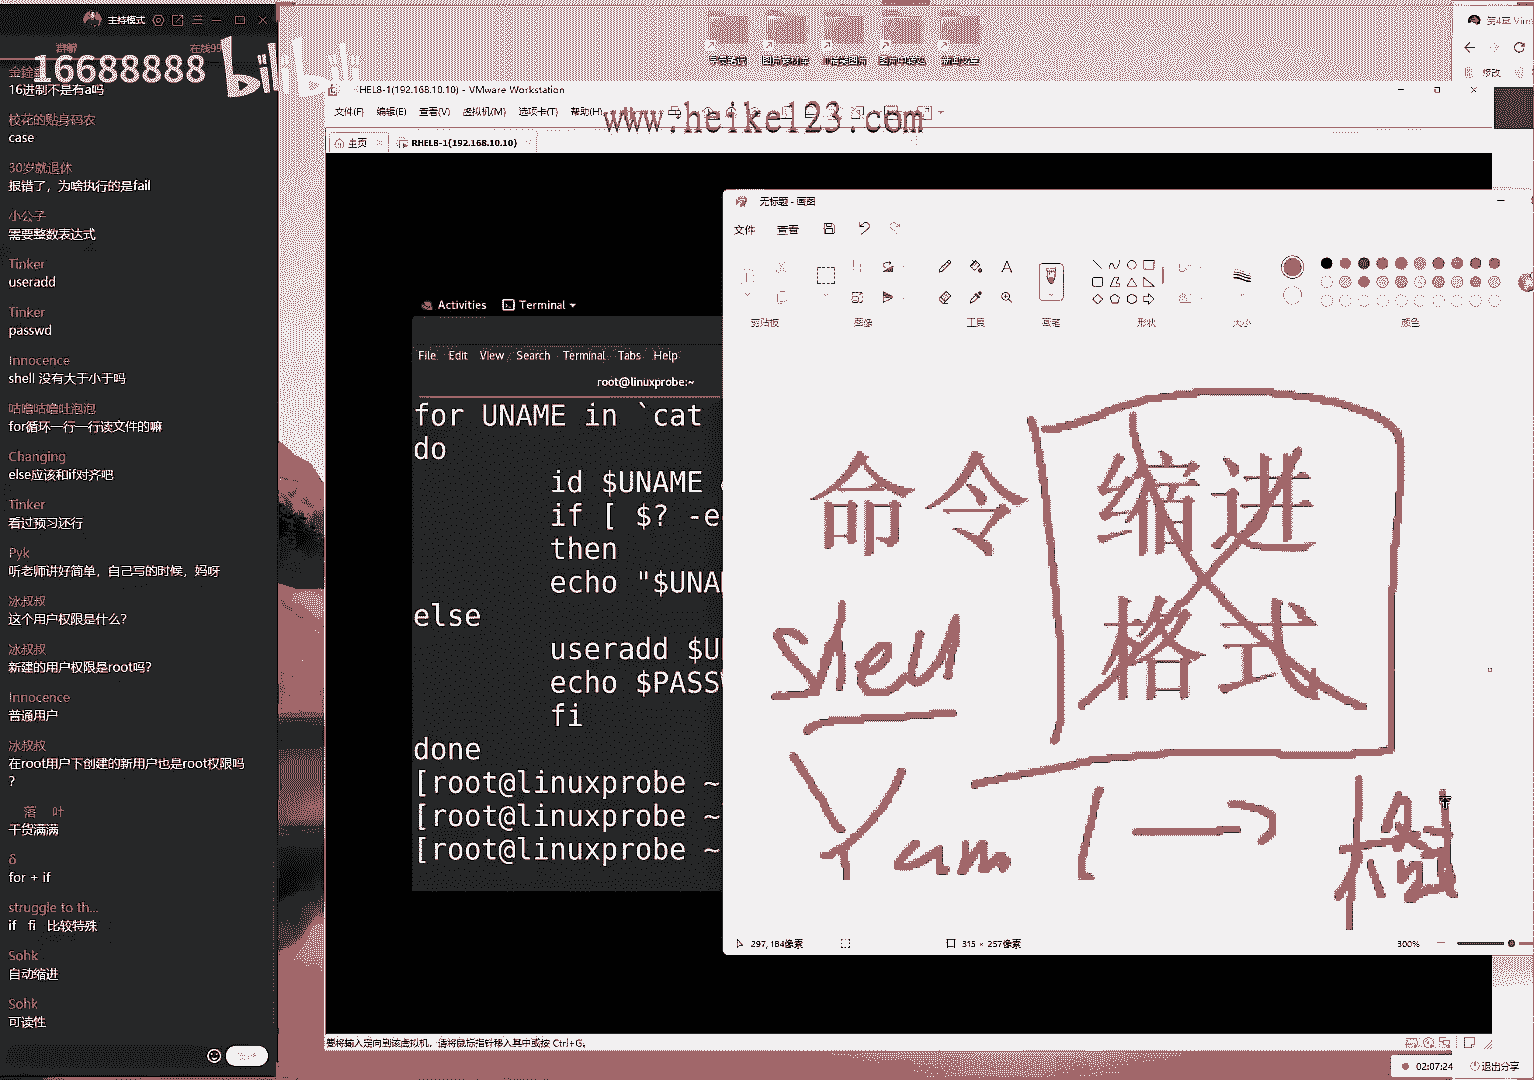 主持模式
群聊
在线99
16688888 bilibili
16进制不是有a吗
校花的贴身码农
case
30岁就退休
报错了，为啥执行的是fail
小公子
需要整数表达式
Tinker
useradd
Tinker
passwd
Innocence
shell 没有大于小于吗
咕噜咕噜吐泡泡
for循环一行一行读文件的嘛
Changing
else应该和if对齐吧
Tinker
看过预习还行
Pyk
听老师讲好简单，自己写的时候，妈呀
冰叔叔
这个用户权限是什么？
冰叔叔
新建的用户权限是root吗?
Innocence
普通用户
冰叔叔
在root用户下创建的新用户也是root权限吗
?
落 叶
干货满满
δ
for + if
struggle to th...
if fi 比较特殊
Sohk
自动缩进
Sohk
可读性
RHEL8-1(192.168.10.10) - VMware Workstation
文件(F) 编辑(E) 查看(V) 虚拟机(M) 选项卡(T) 帮助(H)
www.heike123.com
主页 RHEL8-1(192.168.10.10)
修改
Activities Terminal
File Edit View Search Terminal Tabs Help
root@linuxprobe:~
for UNAME in `cat
do
id $UNAME
if [ $? -e
then
echo "$UNA
else
useradd $U
echo $PASS
fi
done
[root@linuxprobe ~
[root@linuxprobe ~
[root@linuxprobe ~
无标题 - 画图
文件 查看
剪贴板 图像 工具 画笔 形状 大小 颜色
命令 缩进
格式
shell
Yum
297, 184像素 315 × 257像素 300%
要将输入定向到该虚拟机，请将鼠标指针移入其中或按 Ctrl+G。
02:07:24 退出分享